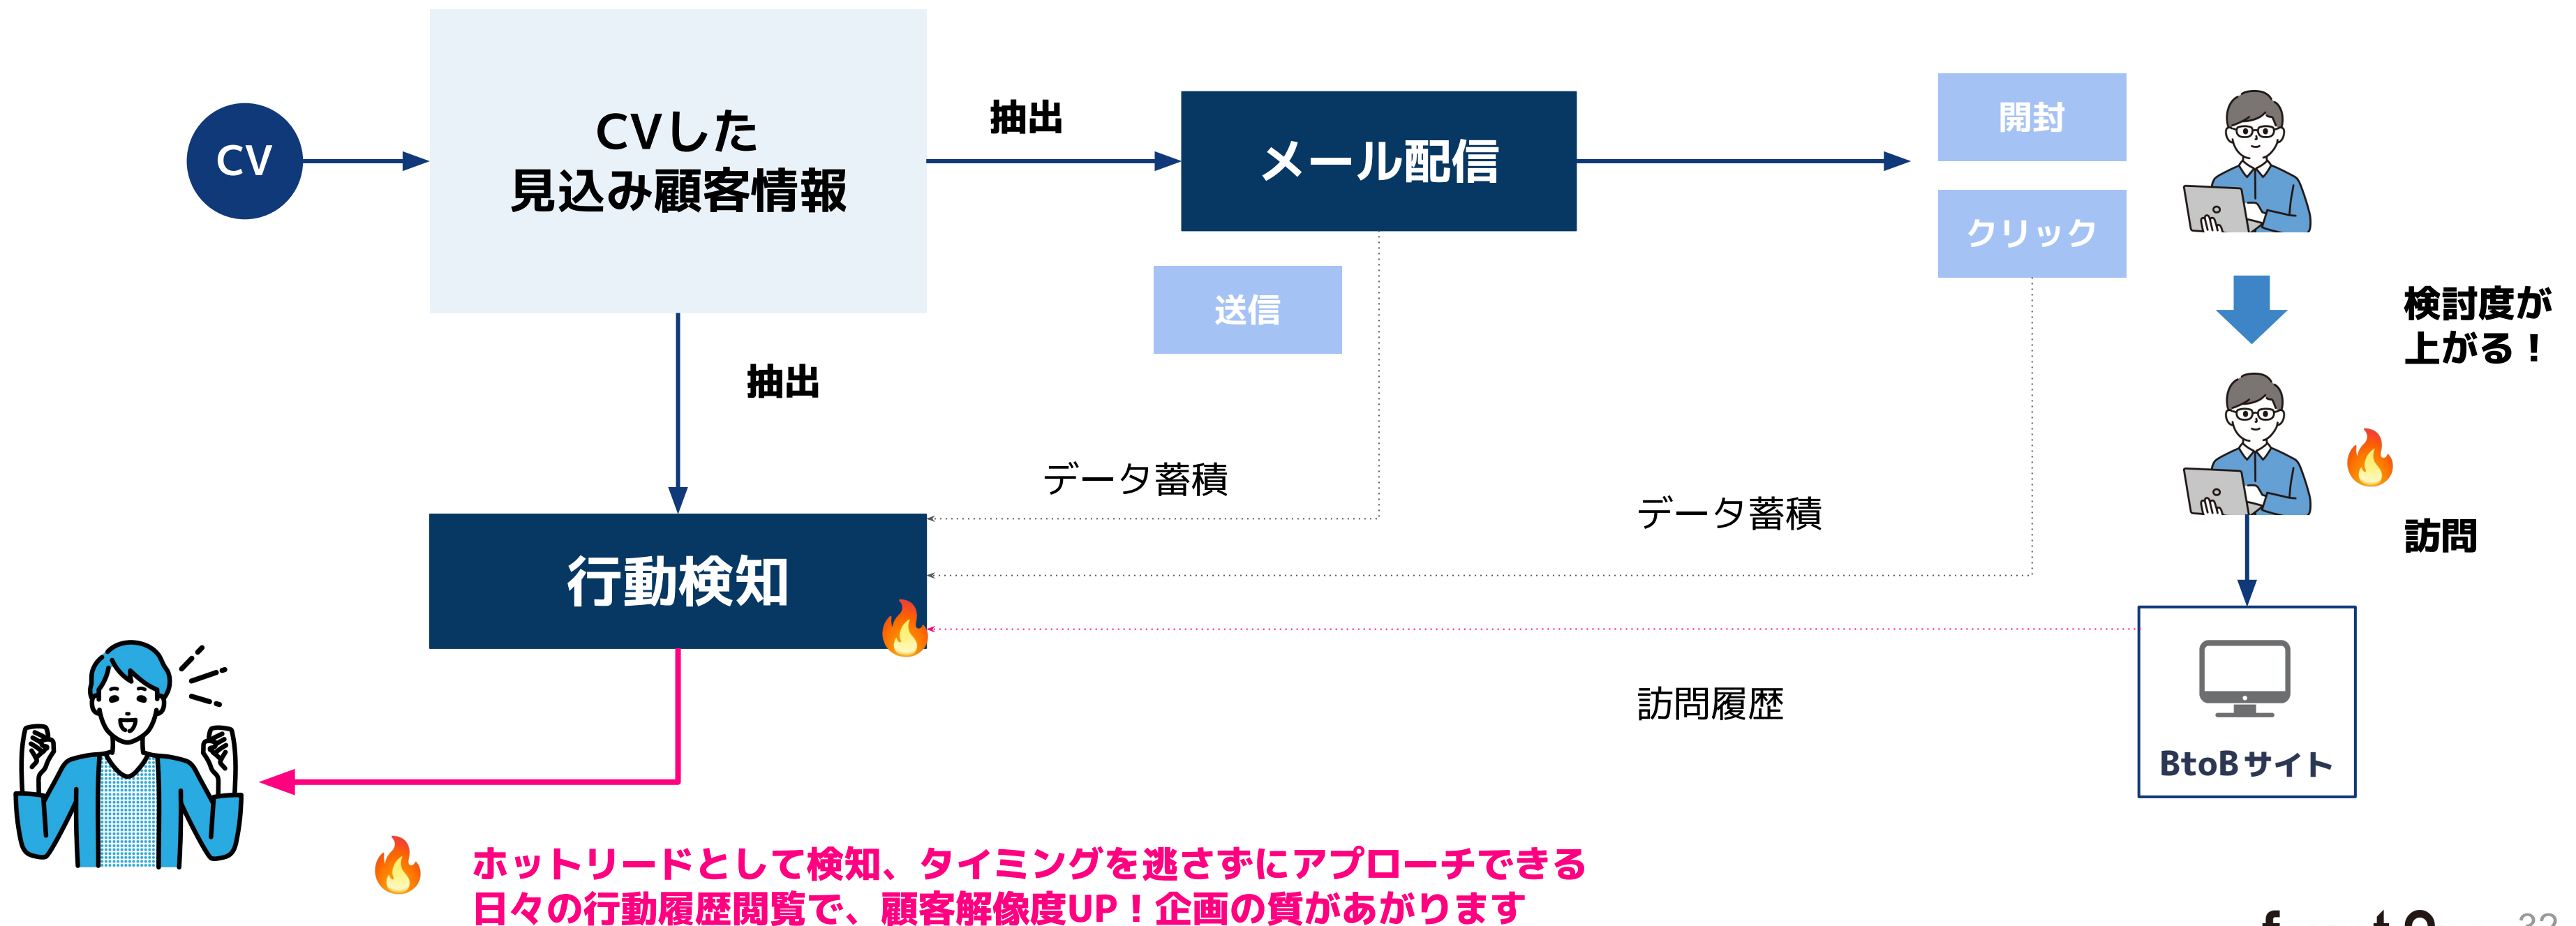 CV
CVした
見込み顧客情報
抽出
メール配信
開封
クリック
送信
検討度が
上がる！
抽出
データ蓄積
データ蓄積
訪問
行動検知
訪問履歴
BtoBサイト
ホットリードとして検知、タイミングを逃さずにアプローチできる
日々の行動履歴閲覧で、顧客解像度UP！企画の質があがります